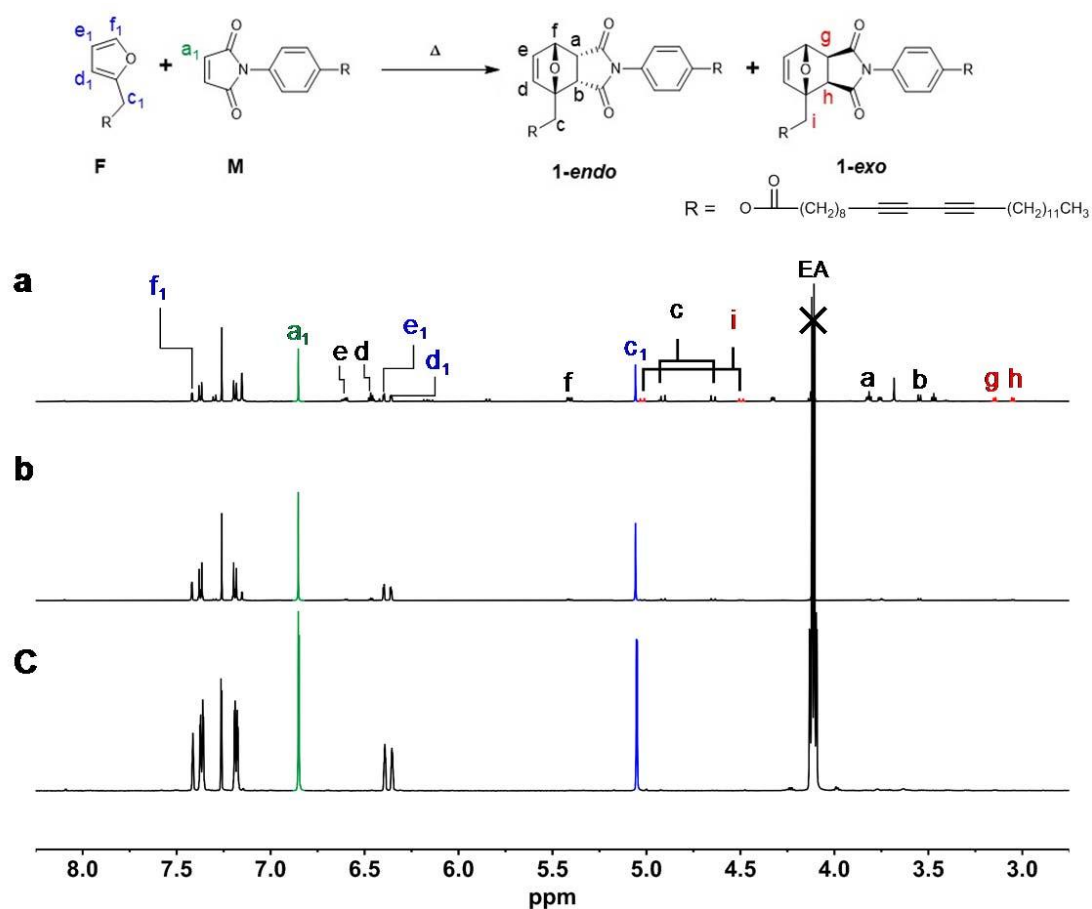 e1 f1
d1
O
c1
R
F
+
a1
O
N
O
R
M
Δ
f a O
e O
N R
d b
c O
R
1-endo
+
g O
O
N R
h
i O
R
1-exo
R = O O (CH2)8 (CH2)11CH3
a
f1
a1
e d
e1
d1
c1
f
c
i
EA
a
b
g h
b
C
8.0 7.5 7.0 6.5 6.0 5.5 5.0 4.5 4.0 3.5 3.0
ppm